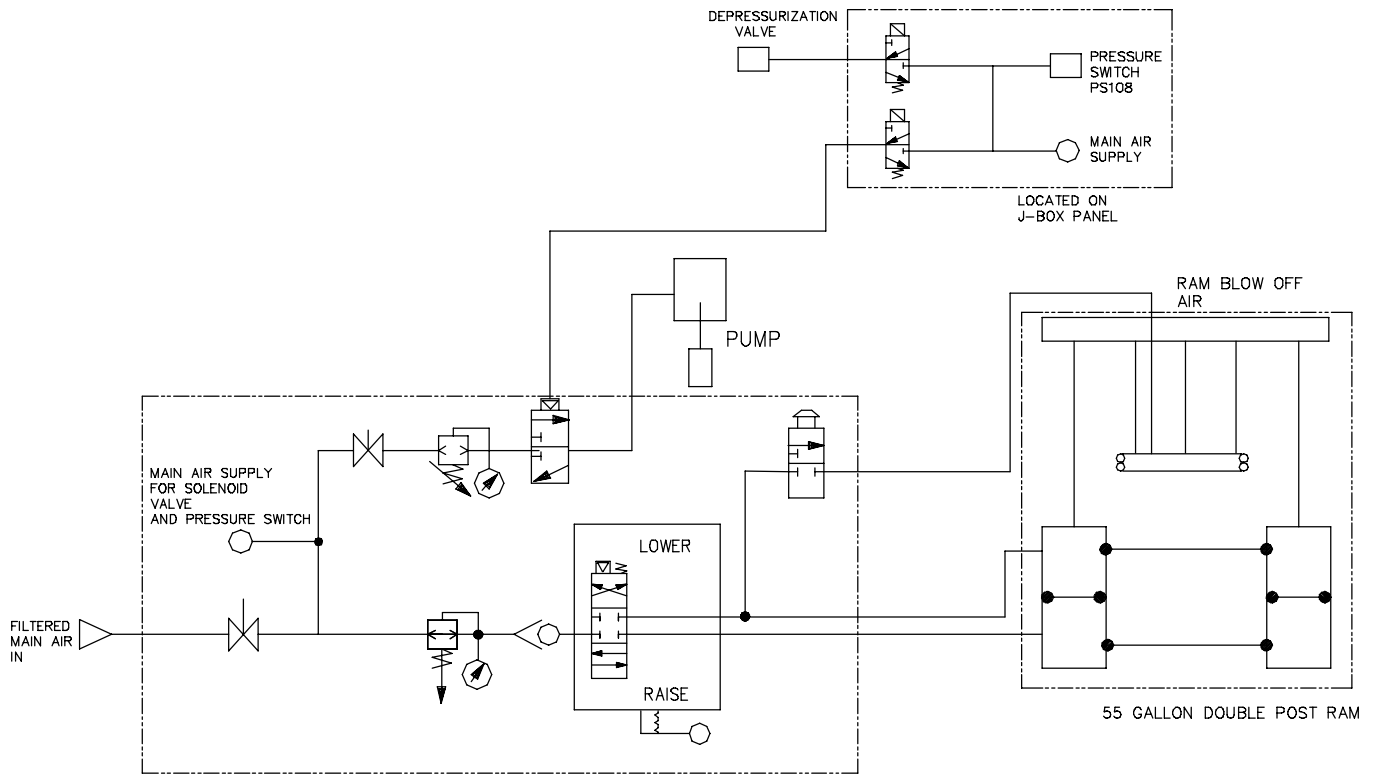 DEPRESSURIZATION
VALVE
PRESSURE
SWITCH
PS108
MAIN AIR
SUPPLY
LOCATED ON
J-BOX PANEL
RAM BLOW OFF
AIR
PUMP
MAIN AIR SUPPLY
FOR SOLENOID
VALVE
AND PRESSURE SWITCH
LOWER
FILTERED
MAIN AIR
IN
RAISE
55 GALLON DOUBLE POST RAM